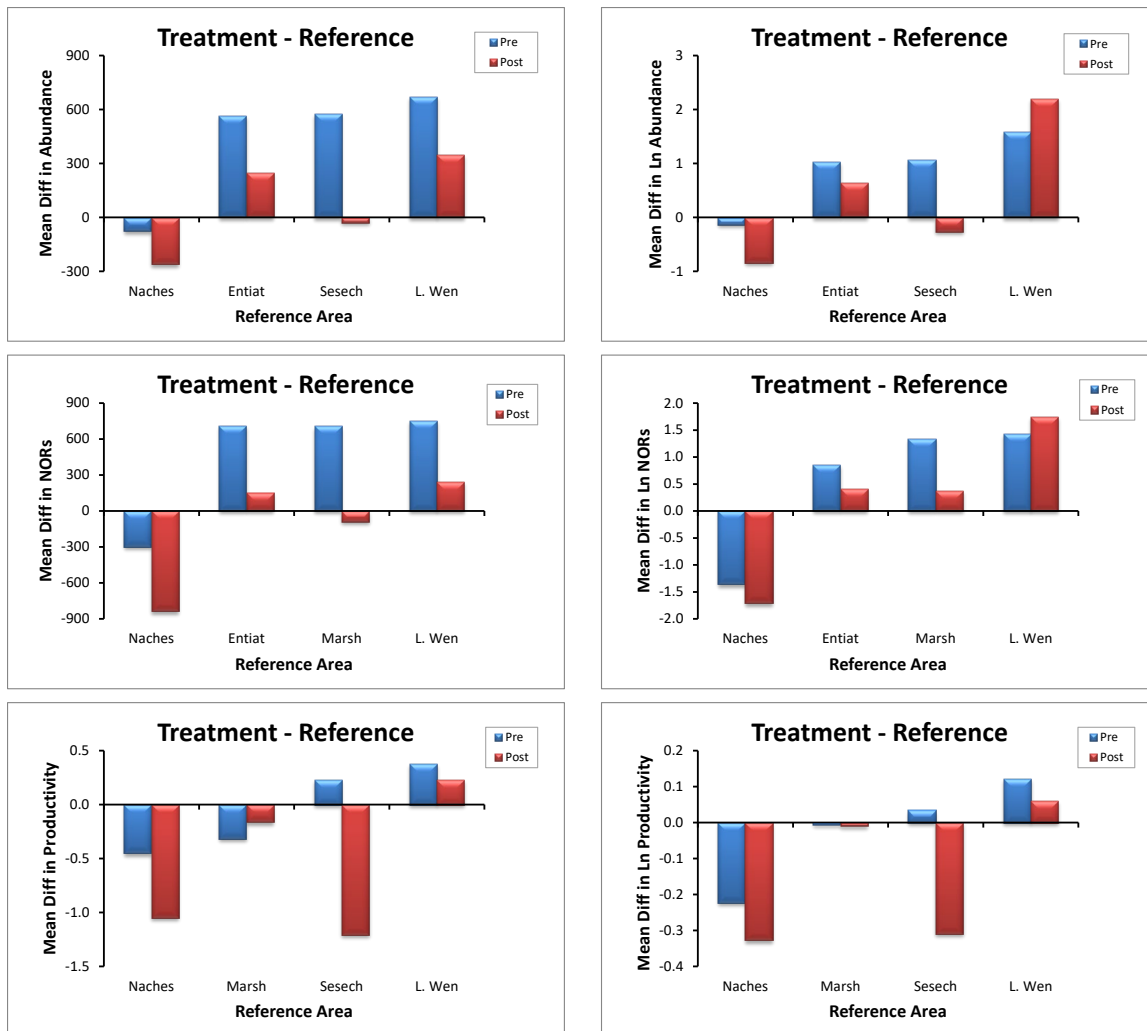 Treatment - Reference
Pre
Post
Mean Diff in Abundance
900
600
300
0
-300
Naches Entiat Sesech L. Wen
Reference Area
Treatment - Reference
Pre
Post
Mean Diff in Ln Abundance
3
2
1
0
-1
Naches Entiat Sesech L. Wen
Reference Area
Treatment - Reference
Pre
Post
Mean Diff in NORs
900
600
300
0
-300
-600
-900
Naches Entiat Marsh L. Wen
Reference Area
Treatment - Reference
Pre
Post
Mean Diff in Ln NORs
2.0
1.5
1.0
0.5
0.0
-0.5
-1.0
-1.5
-2.0
Naches Entiat Marsh L. Wen
Reference Area
Treatment - Reference
Pre
Post
Mean Diff in Productivity
0.5
0.0
-0.5
-1.0
-1.5
Naches Marsh Sesech L. Wen
Reference Area
Treatment - Reference
Pre
Post
Mean Diff in Ln Productivity
0.2
0.1
0.0
-0.1
-0.2
-0.3
-0.4
Naches Marsh Sesech L. Wen
Reference Area